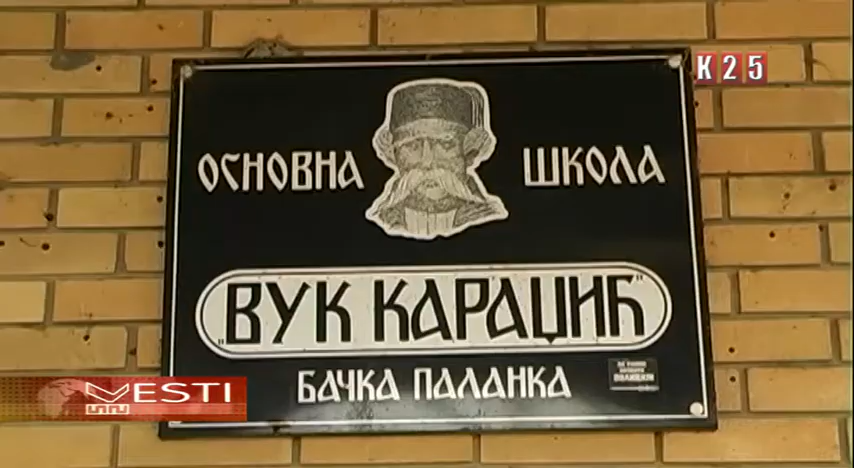 K25
ОСНОВНА ШКОЛА
„ВУК КАРАЏИЋ“
БАЧКА ПАЛАНКА
VESTI